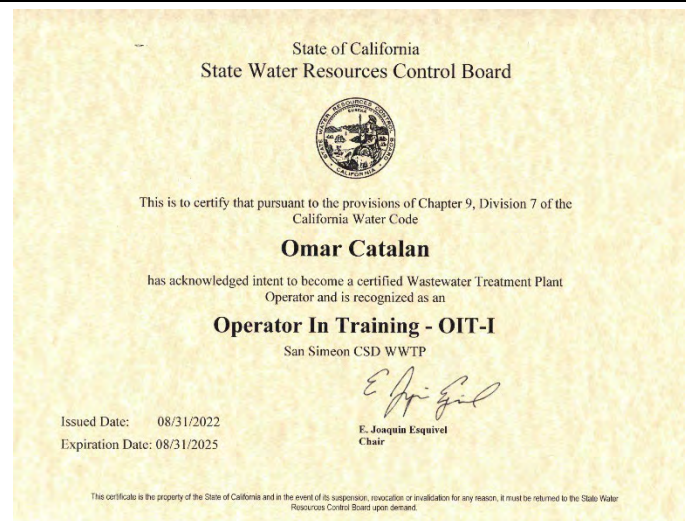 State of California
State Water Resources Control Board
This is to certify that pursuant to the provisions of Chapter 9, Division 7 of the
California Water Code
Omar Catalan
has acknowledged intent to become a certified Wastewater Treatment Plant
Operator and is recognized as an
Operator In Training - OIT-I
San Simeon CSD WWTP
Issued Date: 08/31/2022
Expiration Date: 08/31/2025
E. Joaquin Esquivel
Chair
This certificate is the property of the State of California and in the event of its suspension, revocation or invalidation for any reason, it must be returned to the State Water
Resources Control Board upon demand.